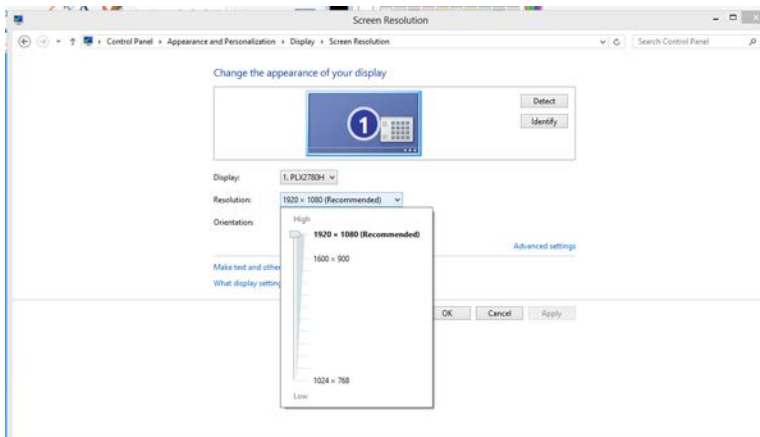 Screen Resolution
Control Panel › Appearance and Personalization › Display › Screen Resolution
Search Control Panel
Change the appearance of your display
1
Detect
Identify
Display: 1. PLX2780H
Resolution: 1920 × 1080 (Recommended)
Orientation:
High
1920 × 1080 (Recommended)
1600 × 900
1024 × 768
Low
Advanced settings
Make text and other
What display setting
OK Cancel Apply